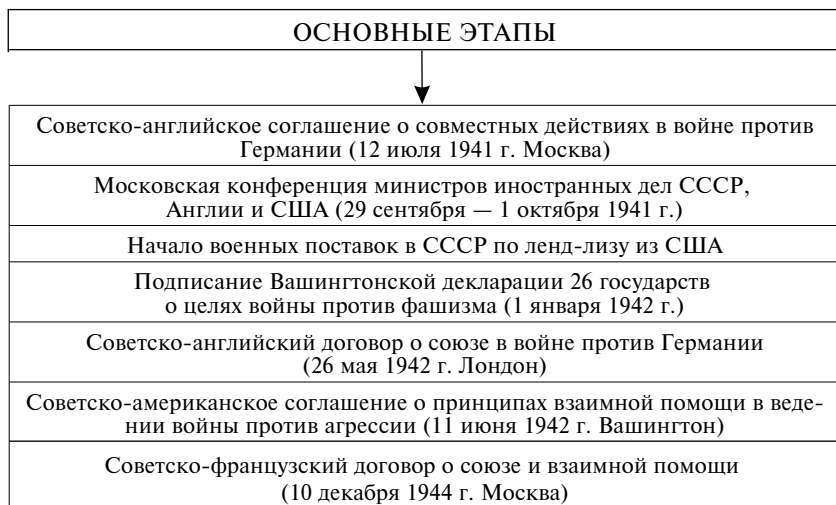 ОСНОВНЫЕ ЭТАПЫ
Советско-английское соглашение о совместных действиях в войне против
Германии (12 июля 1941 г. Москва)
Московская конференция министров иностранных дел СССР,
Англии и США (29 сентября — 1 октября 1941 г.)
Начало военных поставок в СССР по ленд-лизу из США
Подписание Вашингтонской декларации 26 государств
о целях войны против фашизма (1 января 1942 г.)
Советско-английский договор о союзе в войне против Германии
(26 мая 1942 г. Лондон)
Советско-американское соглашение о принципах взаимной помощи в веде-
нии войны против агрессии (11 июня 1942 г. Вашингтон)
Советско-французский договор о союзе и взаимной помощи
(10 декабря 1944 г. Москва)